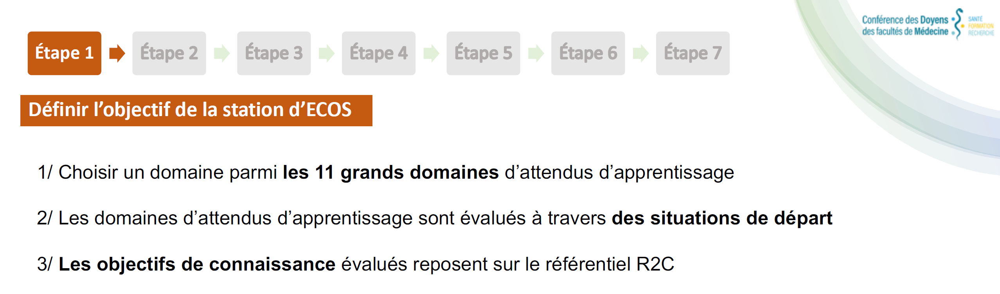 Conférence des Doyens
des facultés de Médecine
SANTÉ
FORMATION
RECHERCHE
Étape 1
Étape 2
Étape 3
Étape 4
Étape 5
Étape 6
Étape 7
Définir l’objectif de la station d’ECOS
1/ Choisir un domaine parmi les 11 grands domaines d’attendus d’apprentissage
2/ Les domaines d’attendus d’apprentissage sont évalués à travers des situations de départ
3/ Les objectifs de connaissance évalués reposent sur le référentiel R2C